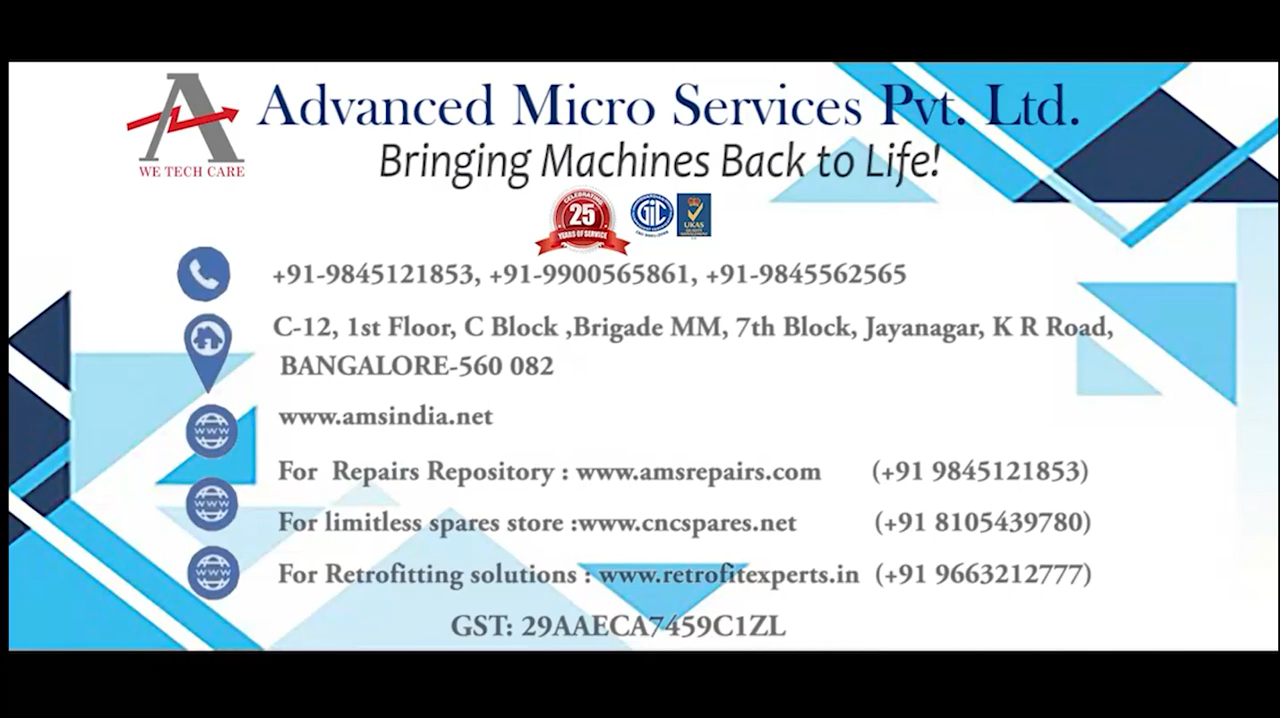 Advanced Micro Services Pvt. Ltd.
WE TECH CARE
Bringing Machines Back to Life!
CELEBRATING
25
YEARS OF SERVICE
GIC
UKAS
+91-9845121853, +91-9900565861, +91-9845562565
C-12, 1st Floor, C Block ,Brigade MM, 7th Block, Jayanagar, K R Road,
BANGALORE-560 082
www.amsindia.net
For Repairs Repository : www.amsrepairs.com (+91 9845121853)
For limitless spares store :www.cncspares.net (+91 8105439780)
For Retrofitting solutions : www.retrofitexperts.in (+91 9663212777)
GST: 29AAECA7459C1ZL